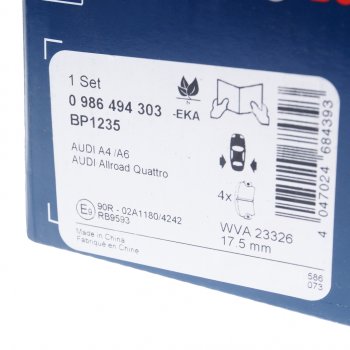 1 Set
0 986 494 303
BP1235
-EKA
AUDI A4 /A6
AUDI Allroad Quattro
4x
E9 90R - 02A1180/4242
RB9593
WVA 23326
17.5 mm
Made in China
Fabriqué en Chine
586
073
4 047024 684393